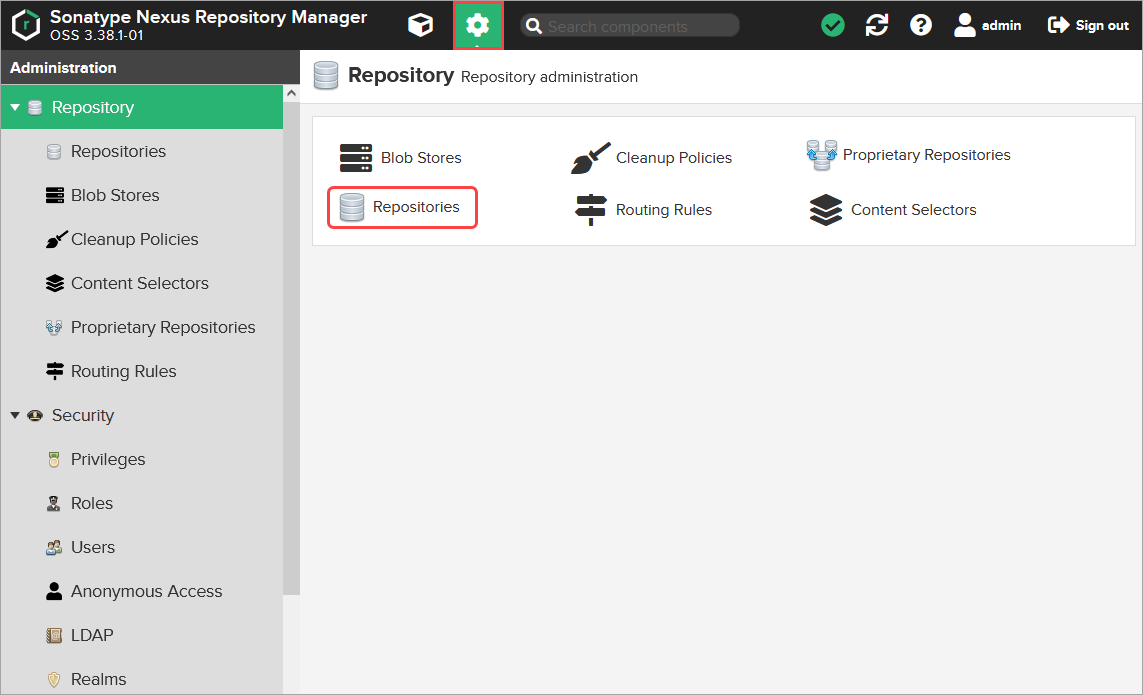 Sonatype Nexus Repository Manager
OSS 3.38.1-01
Search components
admin
Sign out
Administration
Repository
Repositories
Blob Stores
Cleanup Policies
Content Selectors
Proprietary Repositories
Routing Rules
Security
Privileges
Roles
Users
Anonymous Access
LDAP
Realms
Repository Repository administration
Blob Stores
Cleanup Policies
Proprietary Repositories
Repositories
Routing Rules
Content Selectors